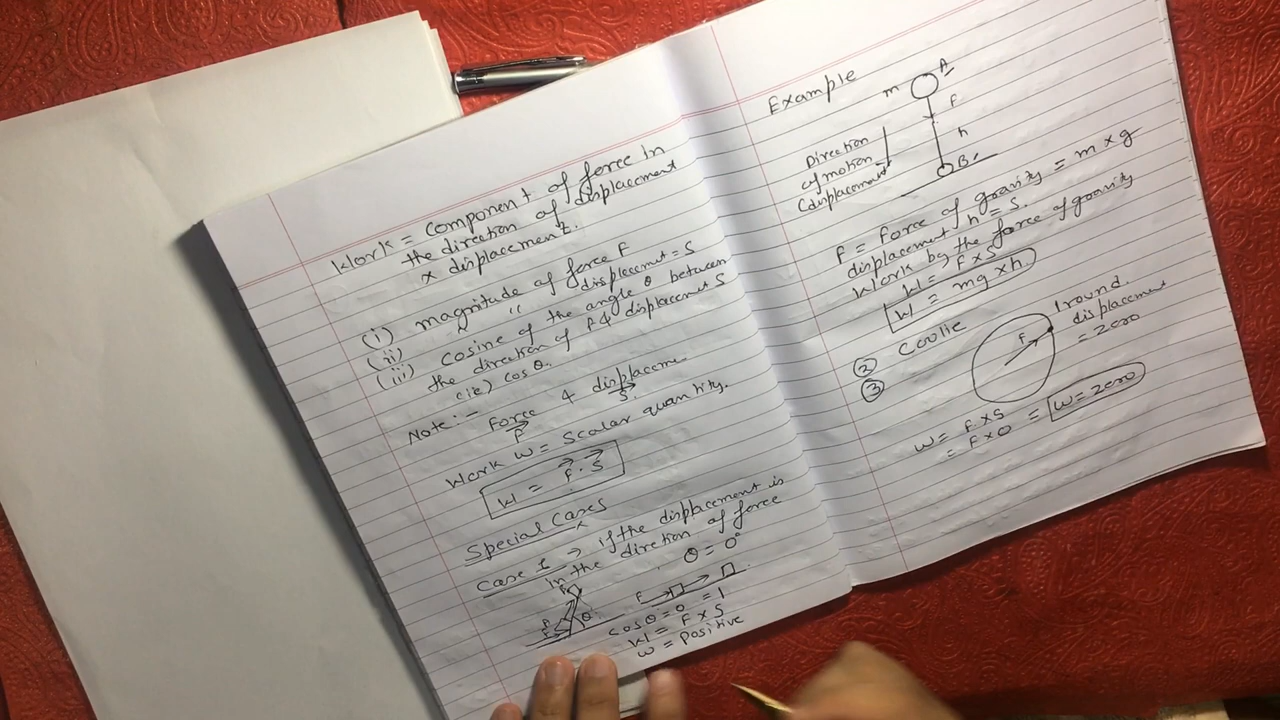 Work = component of force in
the direction of displacement
x displacement.
(i) magnitude of force F
(ii) " displacement = S
(iii) cosine of the angle θ between
the direction of F & displacement S
(ie) cos θ.
Note:-
Force & displaceme
F S.
Work W = Scalar quantity.
W = F . S
Special Cases
Case 1 → if the displacement is
in the direction of force
θ = 0°
F
θ
cos θ = 0 = 1
W = F x S
W = positive
Example
m A
F
h
B
Direction
of motion
(displacement
F = force of gravity = m x g
displacement, h = S.
Work by the force of gravity
W = F x S
W = mg x h
② Coolie
③
F
1 round.
displacement
= zero
W = F x S
= F x 0 = W = zero